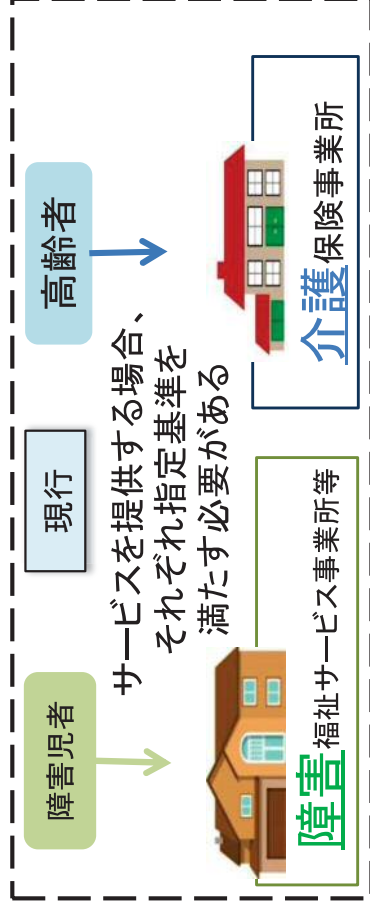 現行
障害児者
高齢者
サービスを提供する場合、
それぞれ指定基準を
満たす必要がある
障害福祉サービス事業所等
介護保険事業所